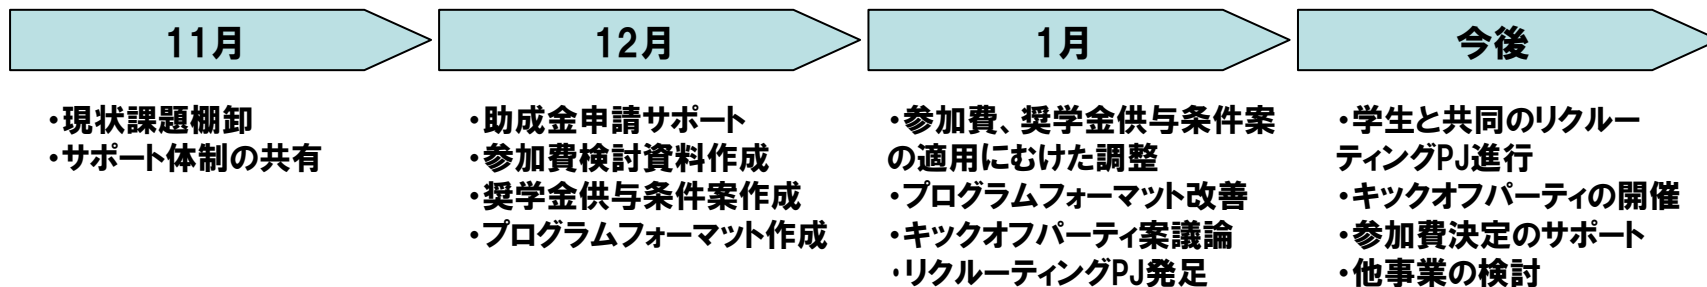 11月
・現状課題棚卸
・サポート体制の共有
12月
・助成金申請サポート
・参加費検討資料作成
・奨学金供与条件案作成
・プログラムフォーマット作成
1月
・参加費、奨学金供与条件案
の適用にむけた調整
・プログラムフォーマット改善
・キックオフパーティ案議論
・リクルーティングPJ発足
今後
・学生と共同のリクルー
ティングPJ進行
・キックオフパーティの開催
・参加費決定のサポート
・他事業の検討